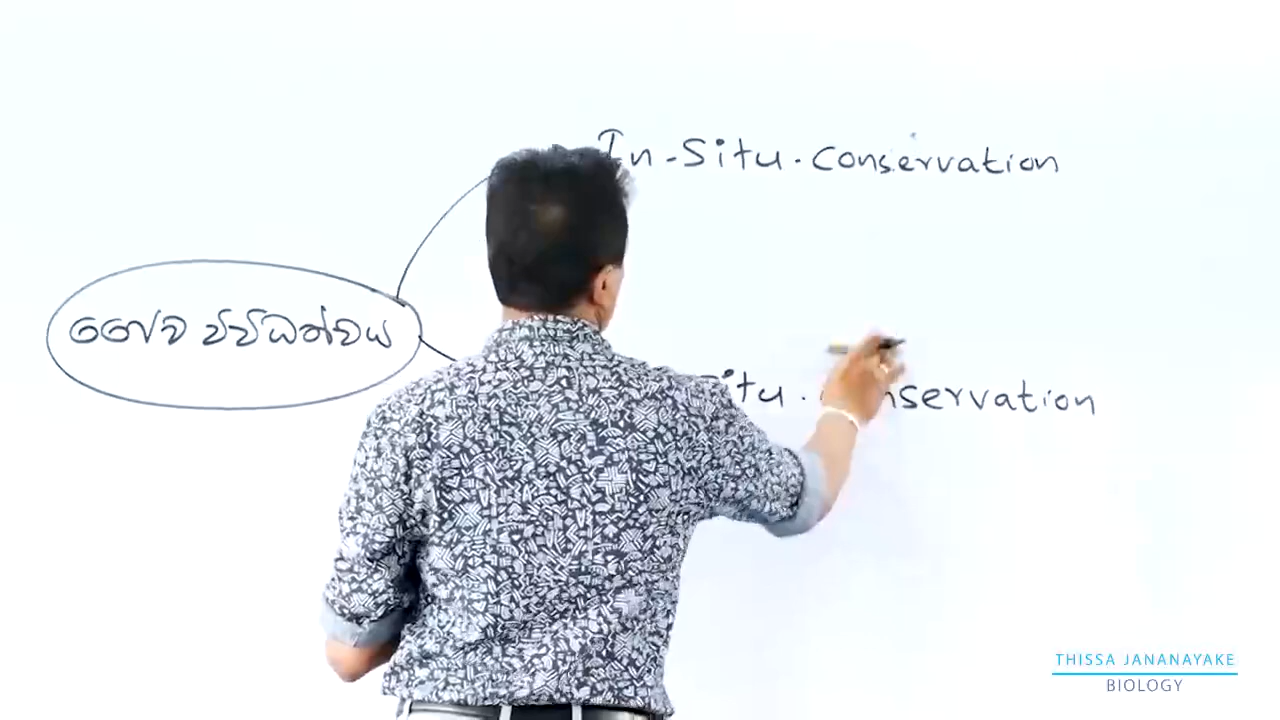 In-Situ. Conservation
ජෛව විවිධත්වය
Situ. Conservation
THISSA JANANAYAKE
BIOLOGY